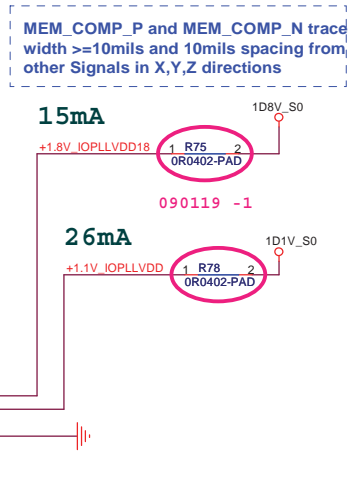 MEM_COMP_P and MEM_COMP_N trace
width >=10mils and 10mils spacing from
other Signals in X,Y,Z directions
15mA
1D8V_S0
+1.8V_IOPLLVDD18
1 R75 2
0R0402-PAD
090119 -1
26mA
1D1V_S0
+1.1V_IOPLLVDD
1 R78 2
0R0402-PAD